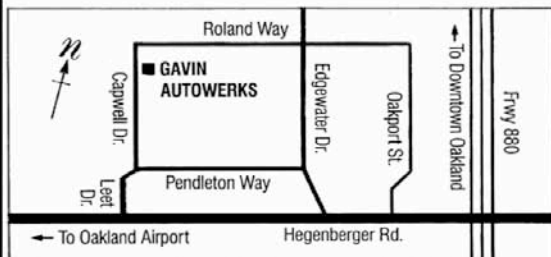 Roland Way
n
GAVIN
AUTOWERKS
Capwell Dr.
Edgewater Dr.
Oakport St.
To Downtown Oakland
Frwy 880
Leet
Dr.
Pendleton Way
To Oakland Airport
Hegenberger Rd.